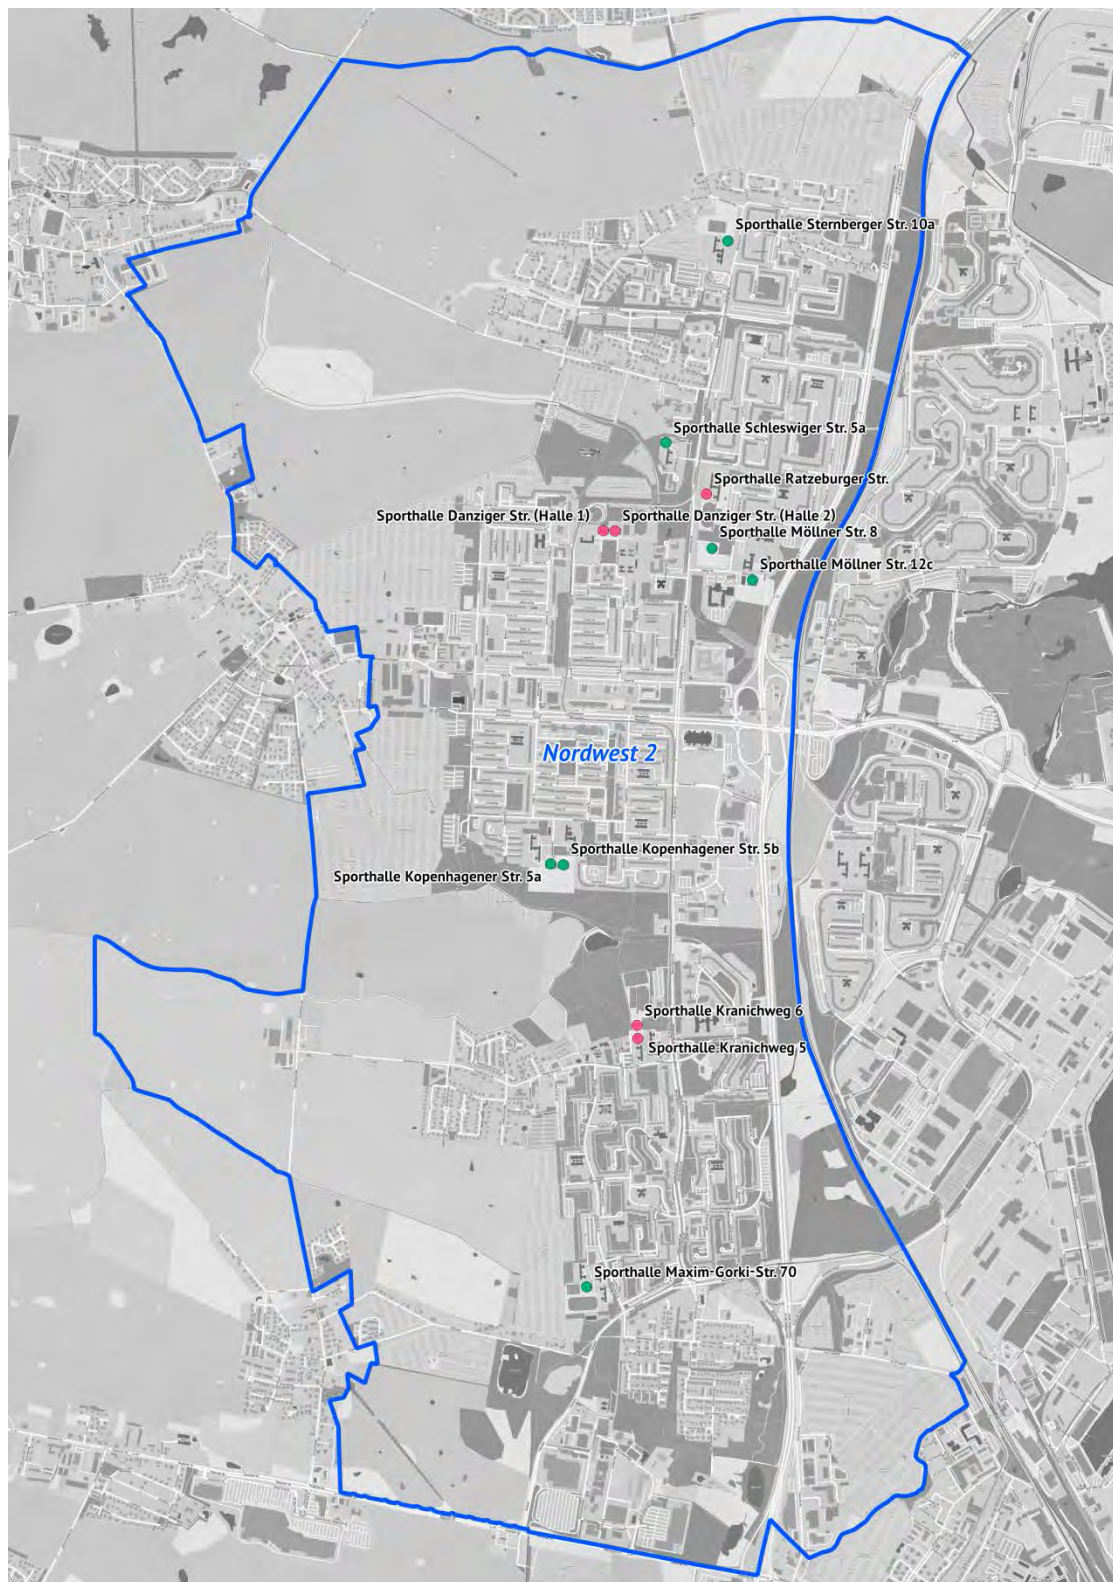 Sporthalle Sternberger Str. 10a
Sporthalle Schleswiger Str. 5a
Sporthalle Ratzeburger Str.
Sporthalle Danziger Str. (Halle 1)
Sporthalle Danziger Str. (Halle 2)
Sporthalle Möllner Str. 8
Sporthalle Möllner Str. 12c
Nordwest 2
Sporthalle Kopenhagener Str. 5b
Sporthalle Kopenhagener Str. 5a
Sporthalle Kranichweg 6
Sporthalle Kranichweg 5
Sporthalle Maxim-Gorki-Str. 70